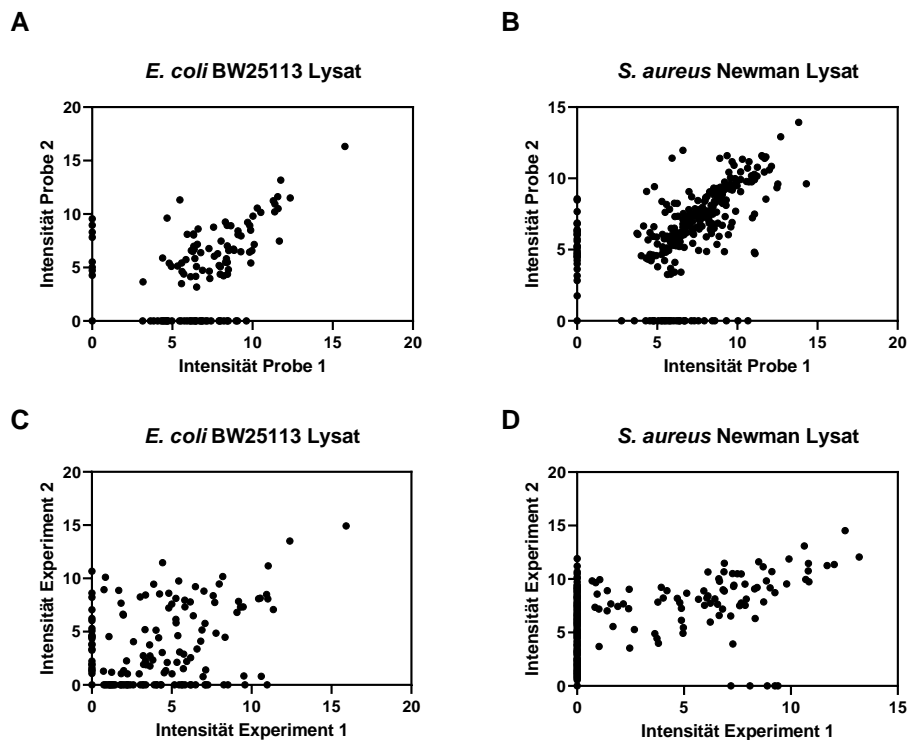 A
B
E. coli BW25113 Lysat
S. aureus Newman Lysat
Intensität Probe 2
20
15
10
5
0
0 5 10 15 20
Intensität Probe 1
Intensität Probe 2
20
15
10
5
0
0 5 10 15 20
Intensität Probe 1
C
D
E. coli BW25113 Lysat
S. aureus Newman Lysat
Intensität Experiment 2
20
15
10
5
0
0 5 10 15 20
Intensität Experiment 1
Intensität Experiment 2
20
15
10
5
0
0 5 10 15
Intensität Experiment 1